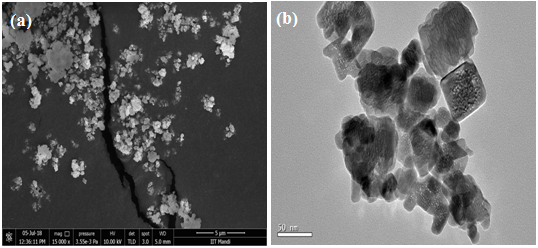 (a)
(b)
05-Jul-18 mag pressure HV det spot WD 5 µm
12:36:11 PM 15 000 x 3.55e-3 Pa 10.00 kV TLD 3.0 5.0 mm IIT Mandi
50 nm